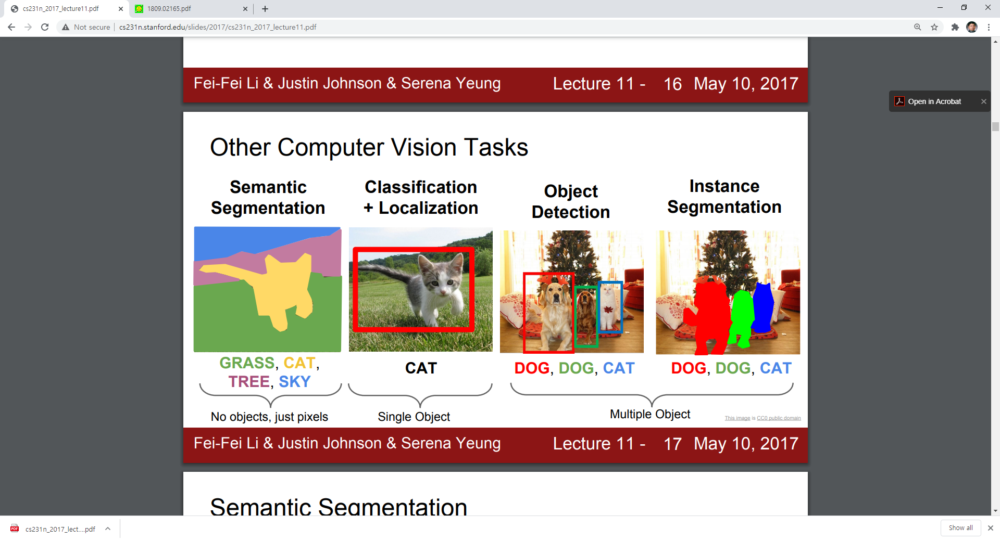 cs231n_2017_lecture11.pdf
1809.02165.pdf
Not secure
cs231n.stanford.edu/slides/2017/cs231n_2017_lecture11.pdf
Fei-Fei Li & Justin Johnson & Serena Yeung Lecture 11 - 16 May 10, 2017
Open in Acrobat
Other Computer Vision Tasks
Semantic
Segmentation
Classification
+ Localization
Object
Detection
Instance
Segmentation
GRASS, CAT,
TREE, SKY
CAT
DOG, DOG, CAT
DOG, DOG, CAT
No objects, just pixels
Single Object
Multiple Object
This image is CC0 public domain
Fei-Fei Li & Justin Johnson & Serena Yeung Lecture 11 - 17 May 10, 2017
Semantic Segmentation
PDF
cs231n_2017_lect....pdf
Show all